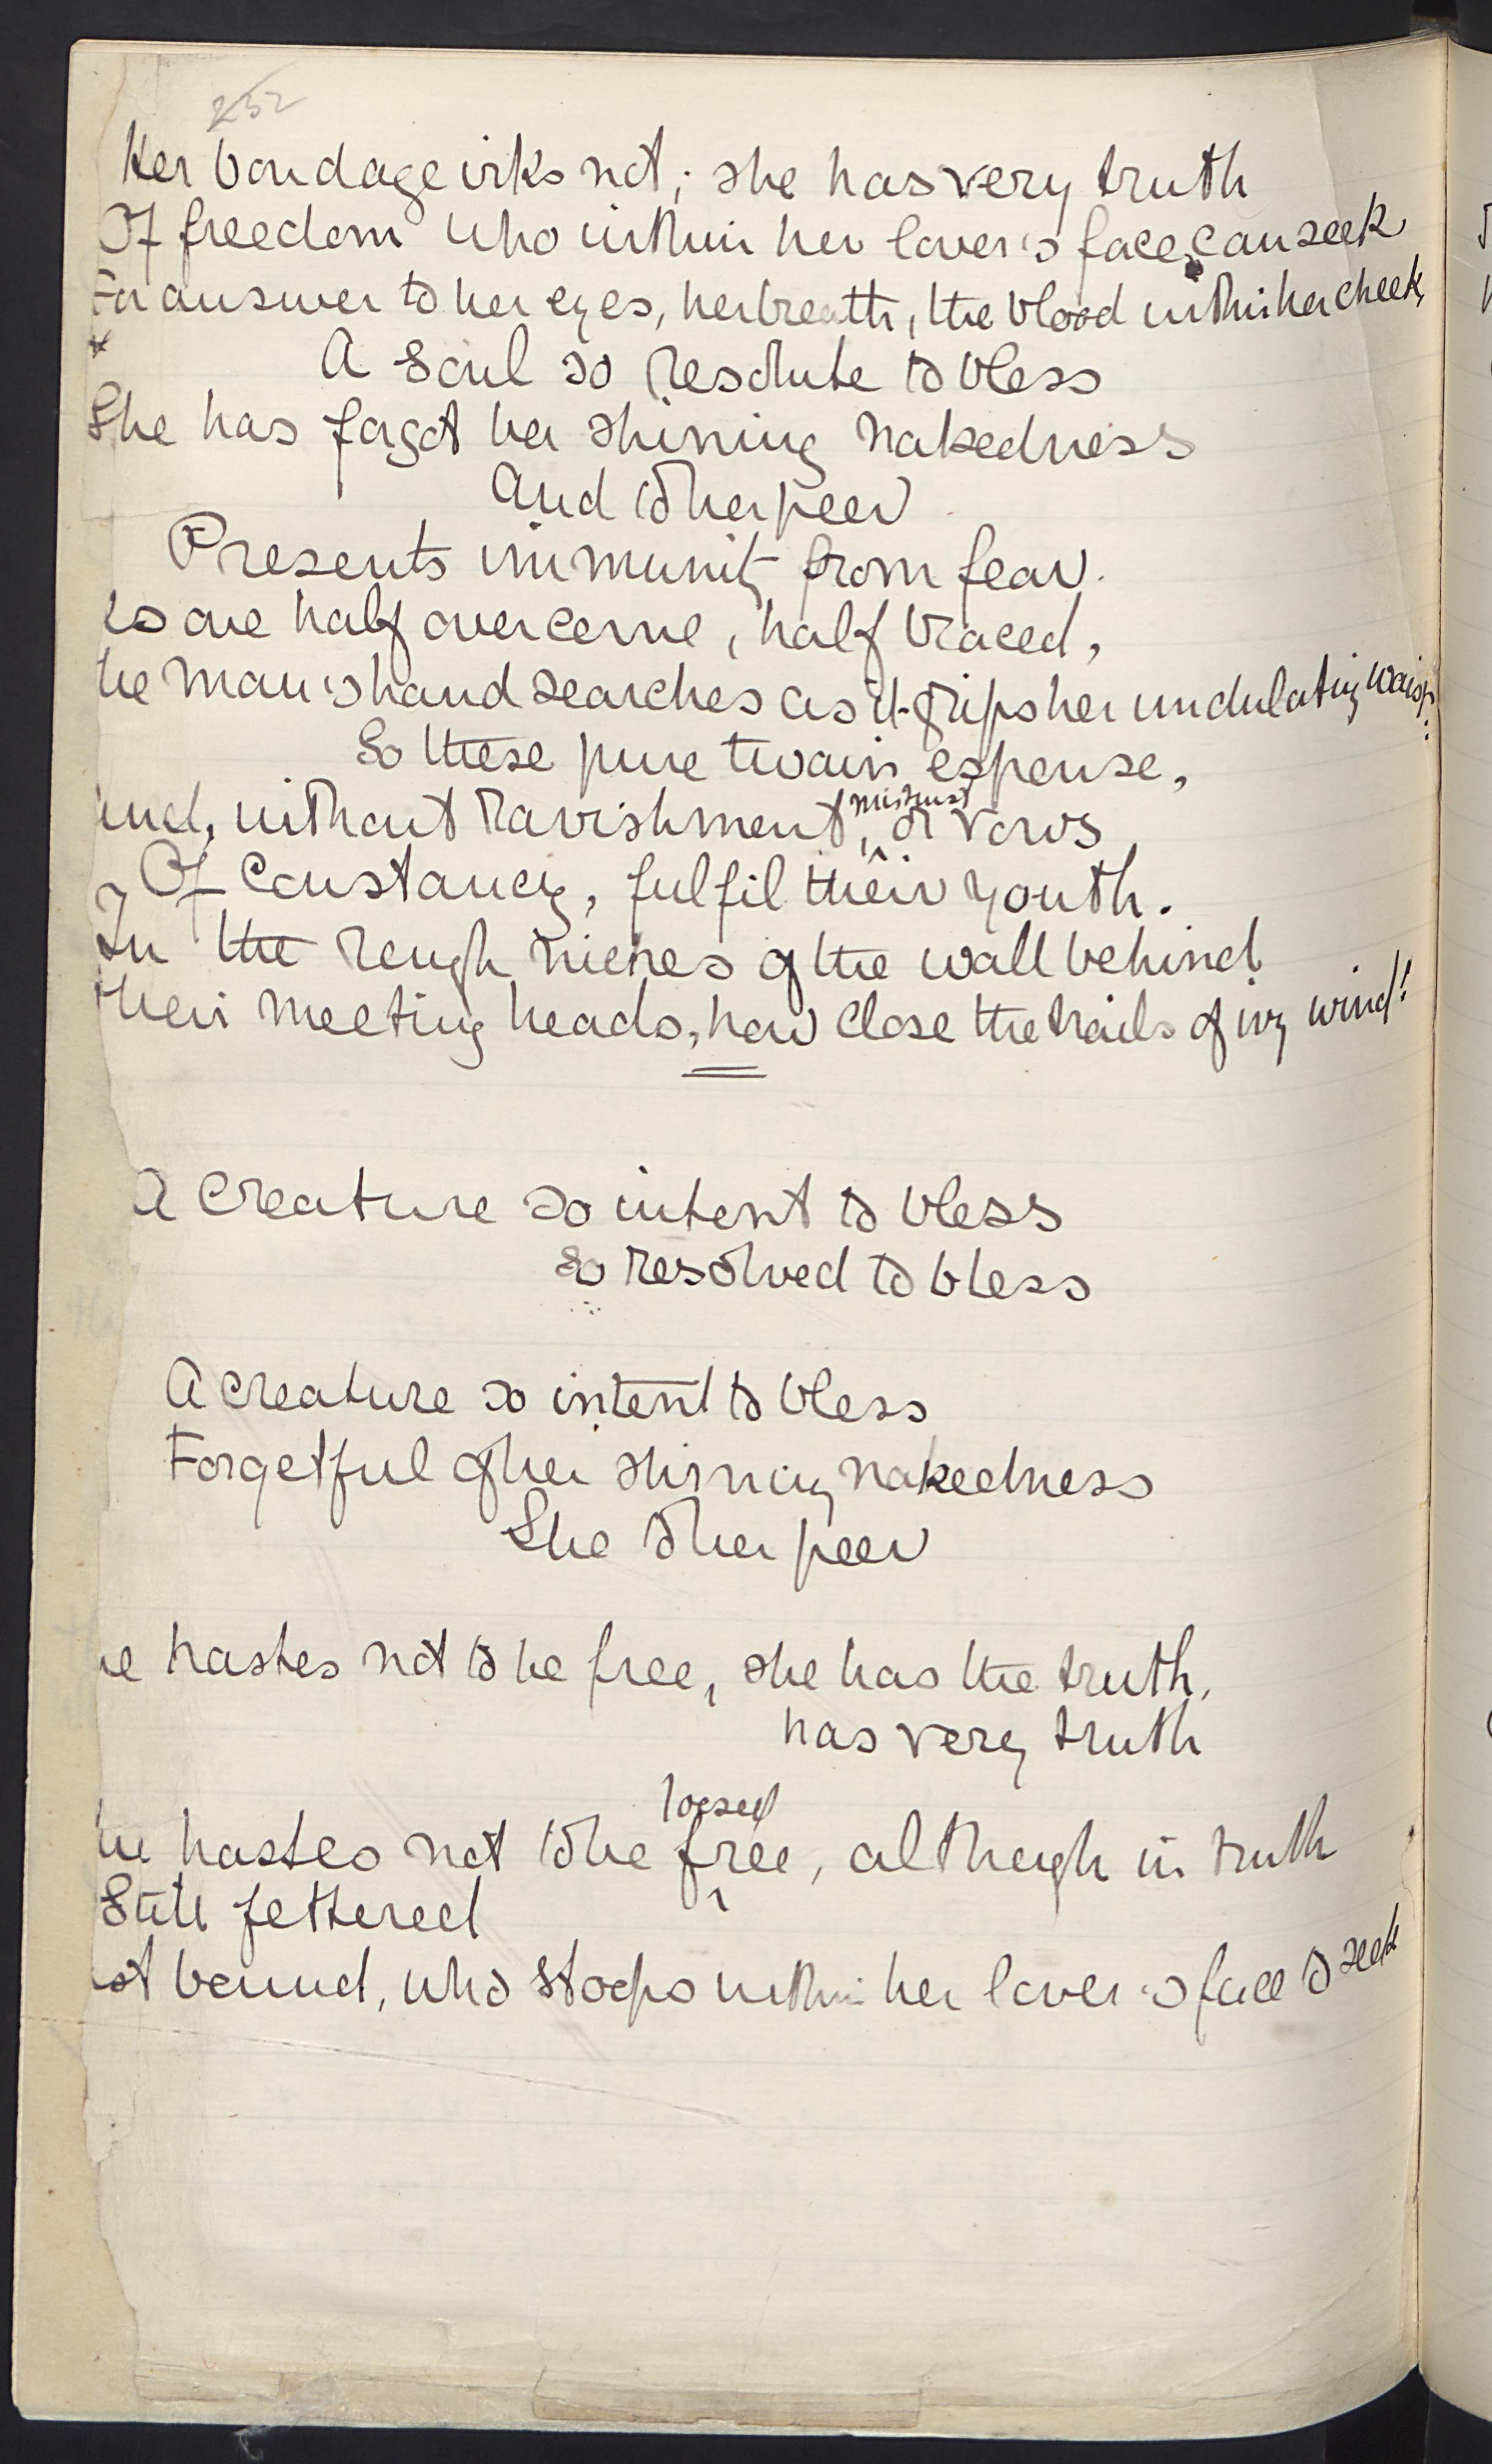 252
Her bondage irks not; she has very truth
Of freedom who within her lover's face can seek
For answer to her eyes, her breath, the blood within her cheek,
x
A soul so resolute to bless
She has forgot her shining nakedness
And to her peer
Presents immunity from fear.
As one half overcome, half braced,
he man's hand searches as it grips her undulating waist:
So these pure twain espouse,
and, without ravishment, mistrust, or vows
Of constancy, fulfil their youth.
In the rough niches of the wall behind
their meeting heads, how close the trails of ivy wind!
A creature so intent to bless
so resolved to bless
A creature so intent to bless
Forgetful of her shining nakedness
She to her peer
he hastes not to be free, she has the truth,
has very truth
loosed
he hastes not to be free, although in truth
Still fettered
st bound, who stoops within her lover's face to seek